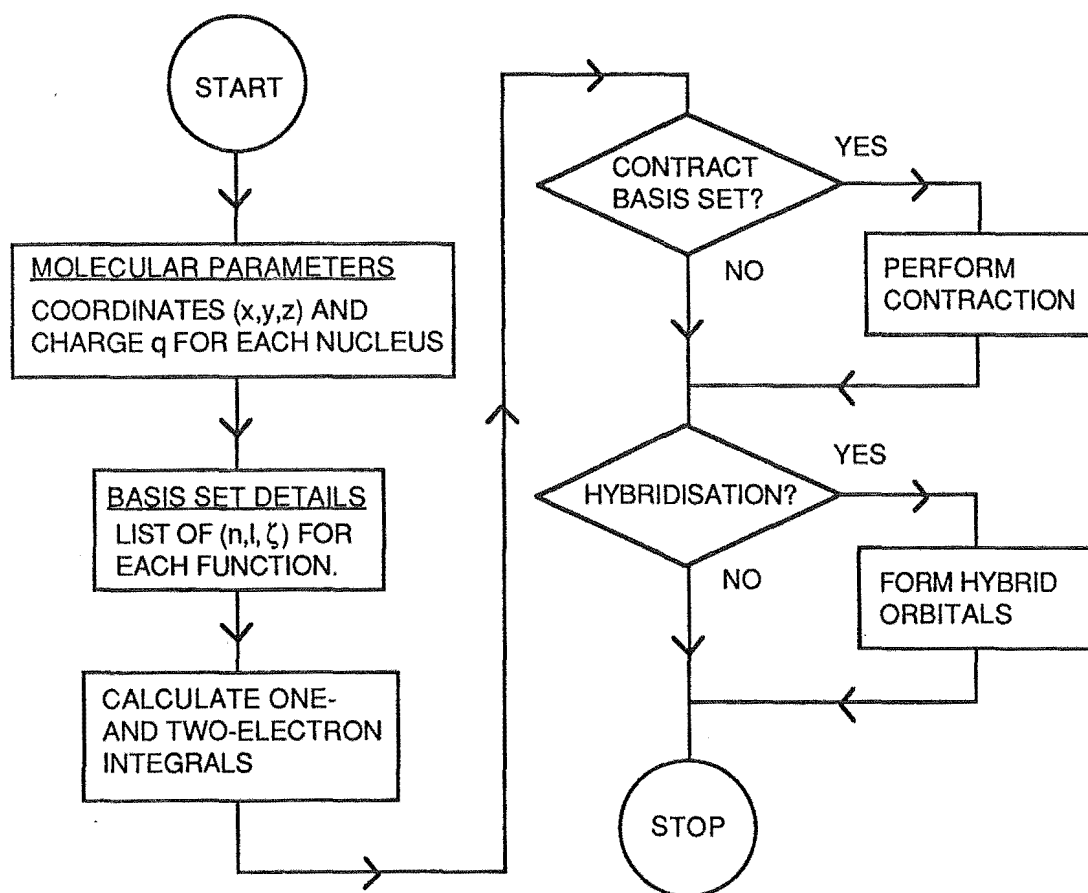 START
MOLECULAR PARAMETERS
COORDINATES (x,y,z) AND
CHARGE q FOR EACH NUCLEUS
BASIS SET DETAILS
LIST OF (n,l,ζ) FOR
EACH FUNCTION.
CALCULATE ONE-
AND TWO-ELECTRON
INTEGRALS
CONTRACT
BASIS SET?
YES
NO
PERFORM
CONTRACTION
HYBRIDISATION?
YES
NO
FORM HYBRID
ORBITALS
STOP